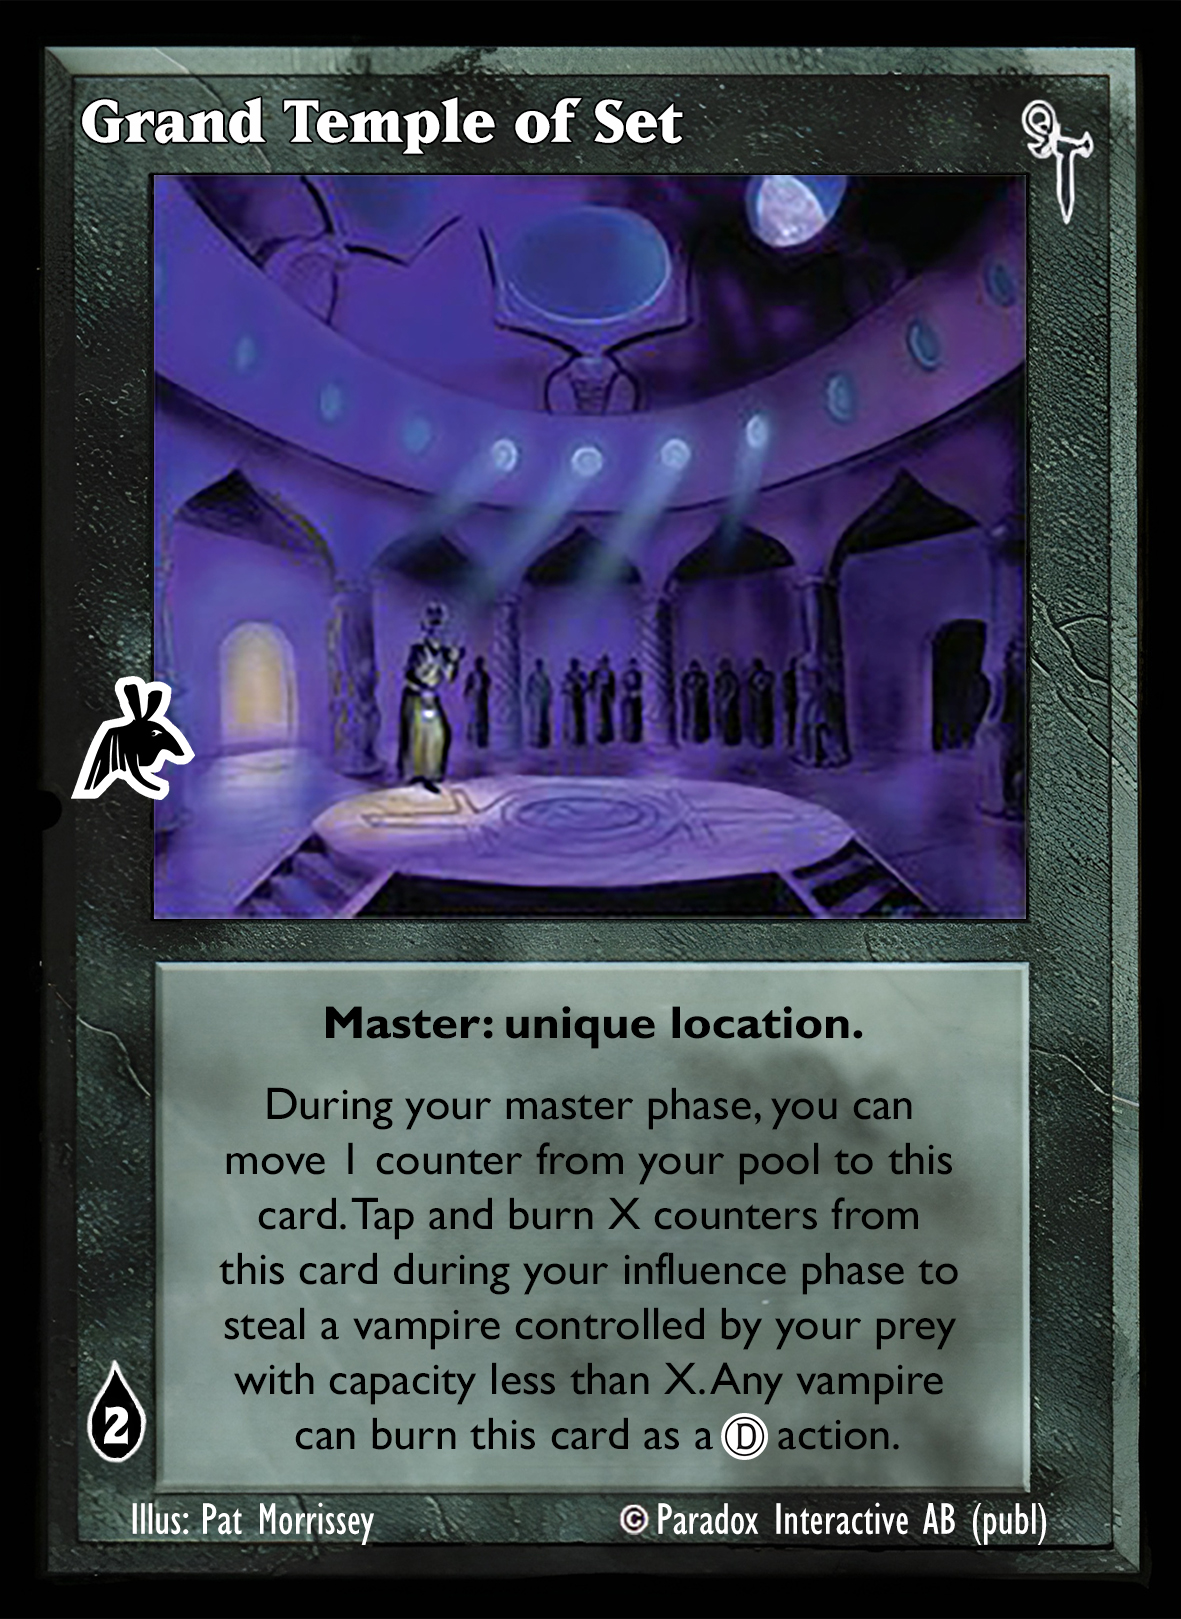 Grand Temple of Set
Master: unique location.
During your master phase, you can
move 1 counter from your pool to this
card. Tap and burn X counters from
this card during your influence phase to
steal a vampire controlled by your prey
with capacity less than X. Any vampire
can burn this card as a Ⓓ action.
2
Illus: Pat Morrissey © Paradox Interactive AB (publ)